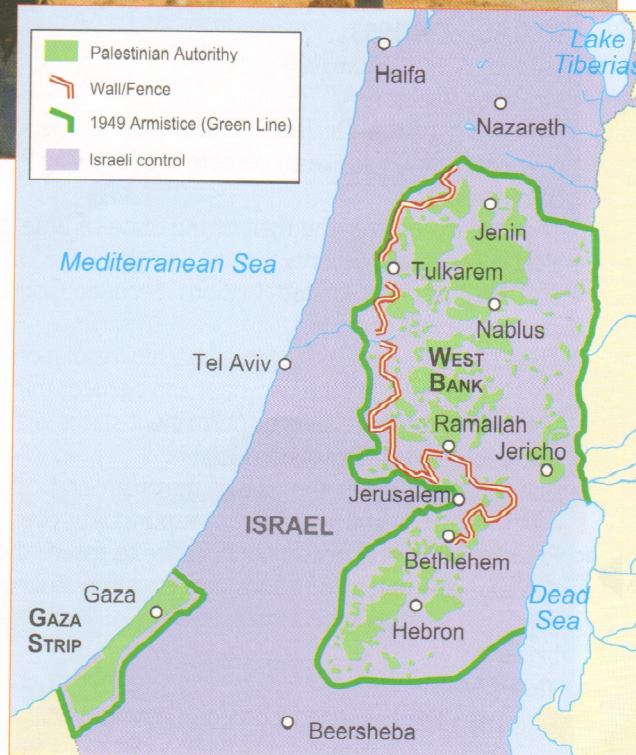 Palestinian Autorithy
Wall/Fence
1949 Armistice (Green Line)
Israeli control
Haifa
Lake
Tiberias
Nazareth
Jenin
Mediterranean Sea
Tulkarem
Nablus
Tel Aviv
WEST
BANK
Ramallah
Jericho
Jerusalem
ISRAEL
Bethlehem
Gaza
GAZA
STRIP
Hebron
Dead
Sea
Beersheba